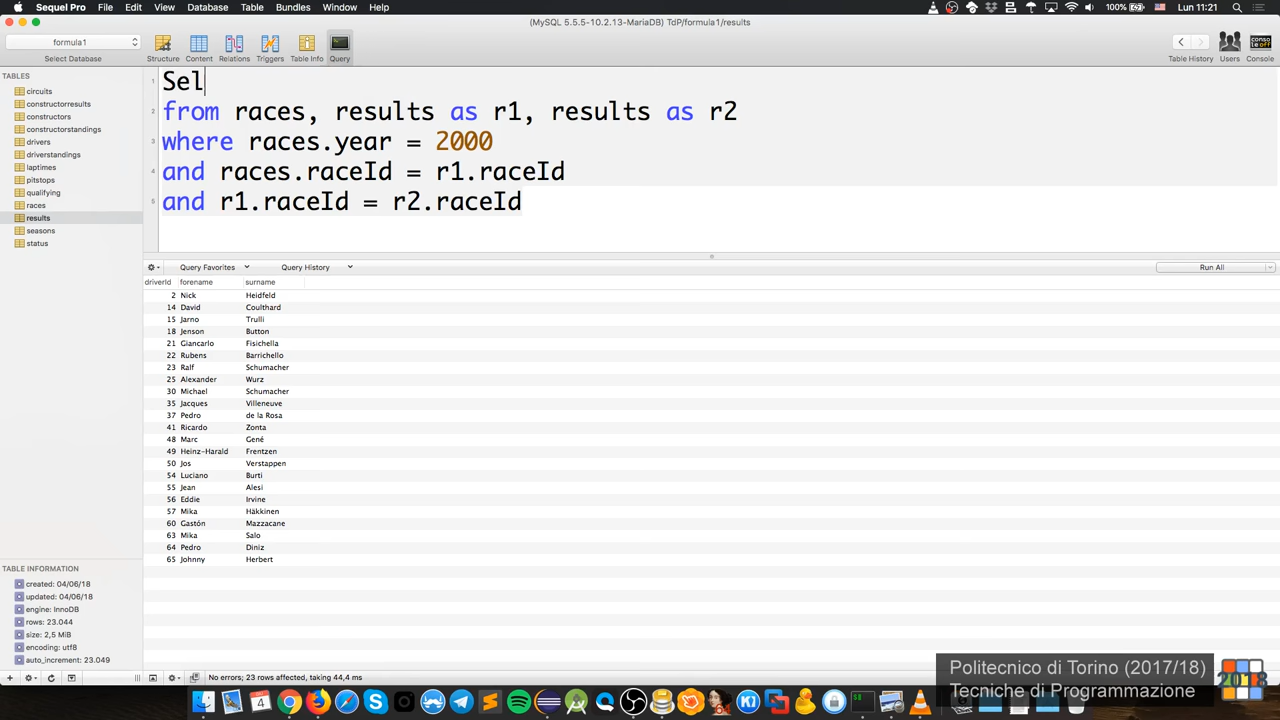 Sequel Pro File Edit View Database Table Bundles Window Help 100% Lun 11:21
(MySQL 5.5.5-10.2.13-MariaDB) TdP/formula1/results
formula1
Select Database Structure Content Relations Triggers Table Info Query Table History Users Console
TABLES
circuits
constructorresults
constructors
constructorstandings
drivers
driverstandings
laptimes
pitstops
qualifying
races
results
seasons
status
1 Sel
2 from races, results as r1, results as r2
3 where races.year = 2000
4 and races.raceId = r1.raceId
5 and r1.raceId = r2.raceId
Query Favorites Query History Run All
driverId forename surname
2 Nick Heidfeld
14 David Coulthard
15 Jarno Trulli
18 Jenson Button
21 Giancarlo Fisichella
22 Rubens Barrichello
23 Ralf Schumacher
25 Alexander Wurz
30 Michael Schumacher
35 Jacques Villeneuve
37 Pedro de la Rosa
41 Ricardo Zonta
48 Marc Gené
49 Heinz-Harald Frentzen
50 Jos Verstappen
54 Luciano Burti
55 Jean Alesi
56 Eddie Irvine
57 Mika Häkkinen
60 Gastón Mazzacane
63 Mika Salo
64 Pedro Diniz
65 Johnny Herbert
TABLE INFORMATION
created: 04/06/18
updated: 04/06/18
engine: InnoDB
rows: 23.044
size: 2,5 MiB
encoding: utf8
auto_increment: 23.049
No errors; 23 rows affected, taking 44,4 ms
Politecnico di Torino (2017/18)
Tecniche di Programmazione
2018